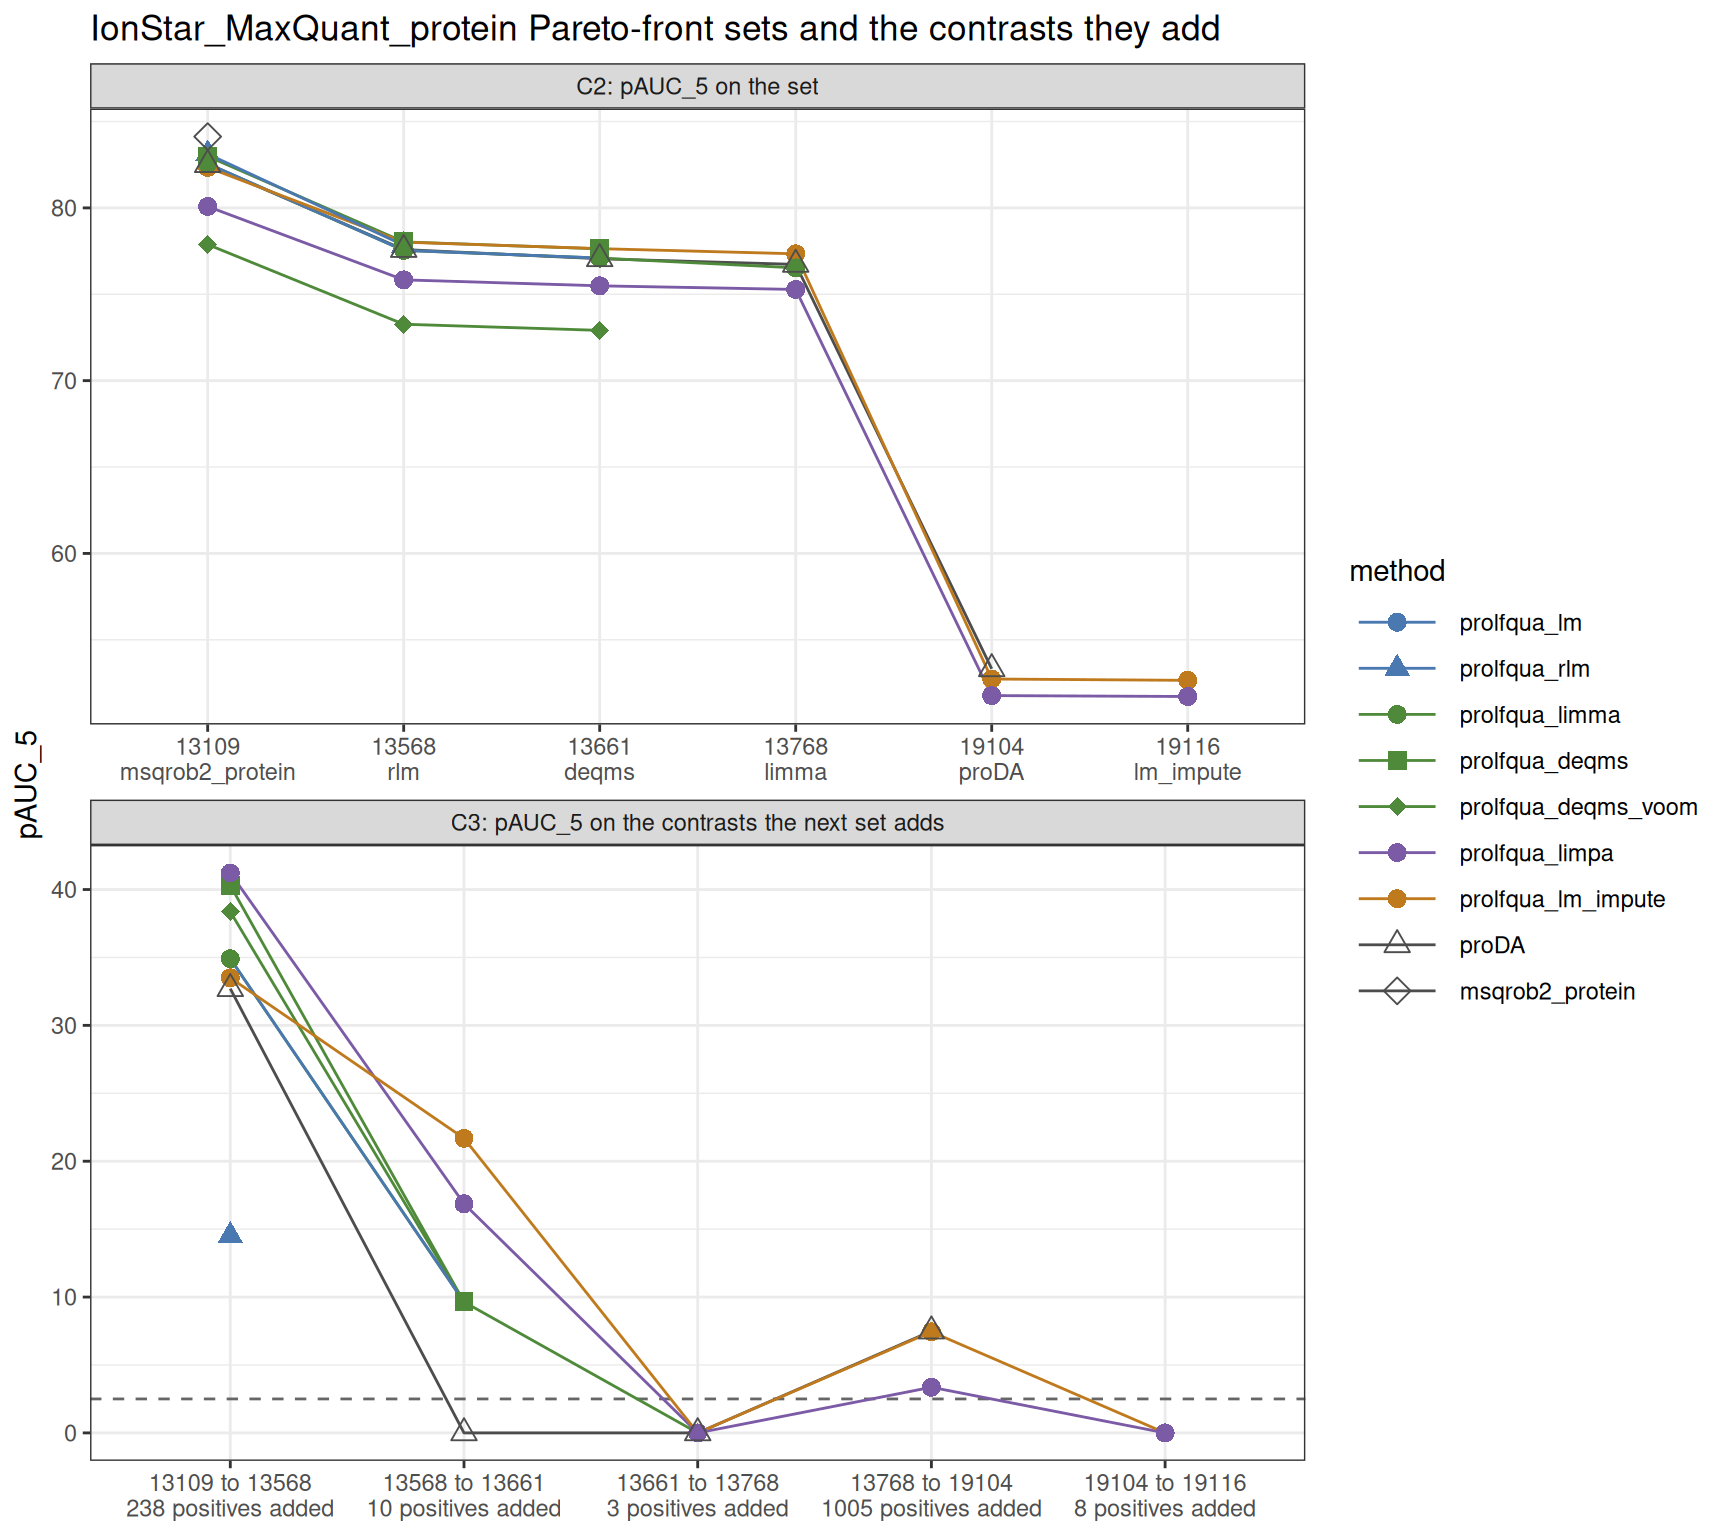 IonStar_MaxQuant_protein Pareto-front sets and the contrasts they add
C2: pAUC_5 on the set
80
70
60
13109 13568 13661 13768 19104 19116
msqrob2_protein rlm deqms limma proDA lm_impute
pAUC_5
C3: pAUC_5 on the contrasts the next set adds
40
30
20
10
0
13109 to 13568 13568 to 13661 13661 to 13768 13768 to 19104 19104 to 19116
238 positives added 10 positives added 3 positives added 1005 positives added 8 positives added
method
prolfqua_lm
prolfqua_rlm
prolfqua_limma
prolfqua_deqms
prolfqua_deqms_voom
prolfqua_limpa
prolfqua_lm_impute
proDA
msqrob2_protein